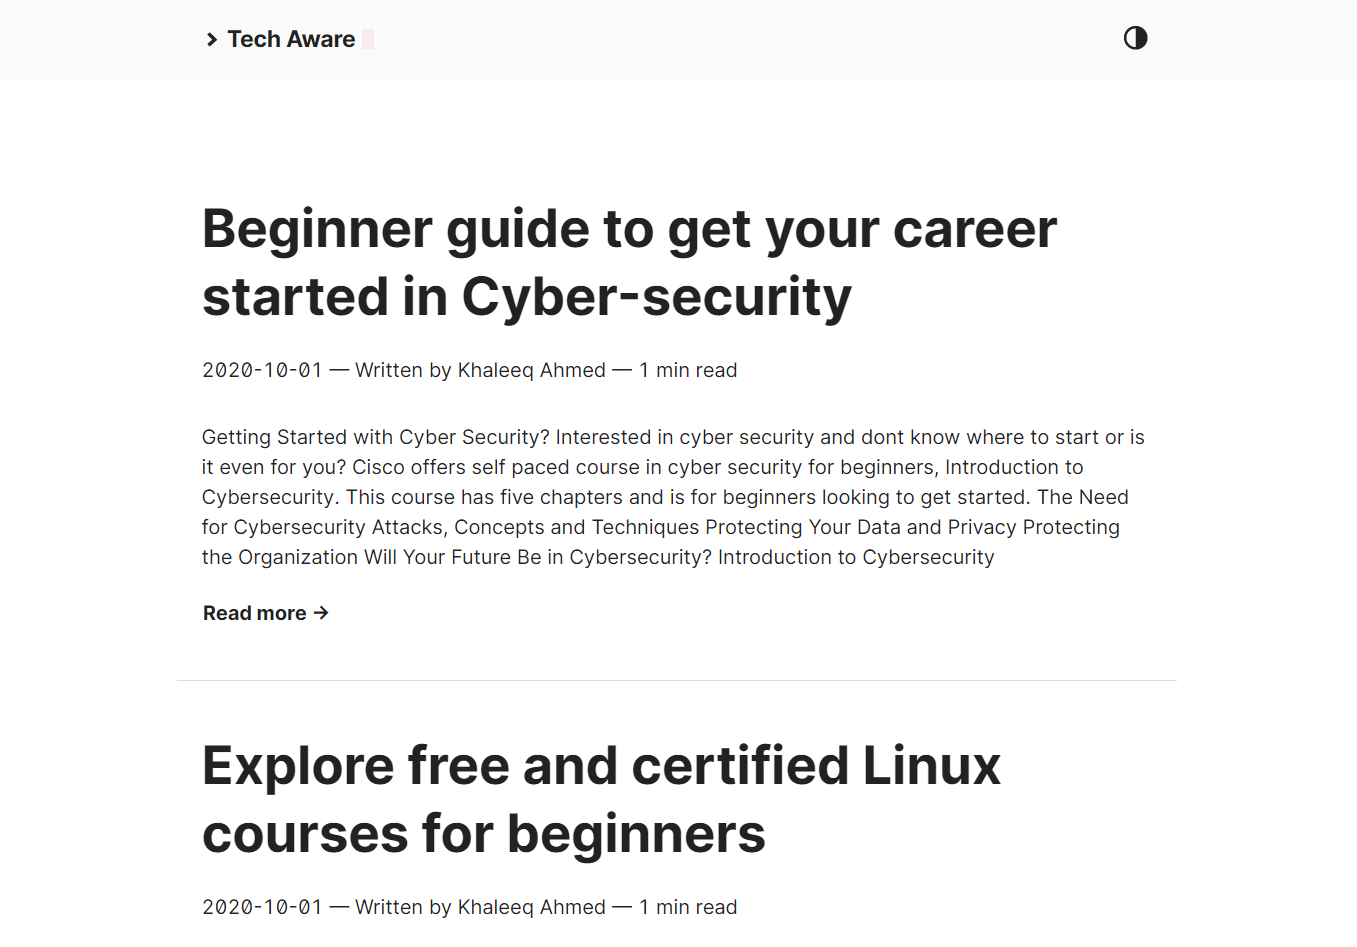 Tech Aware
Beginner guide to get your career
started in Cyber-security
2020-10-01 — Written by Khaleeq Ahmed — 1 min read
Getting Started with Cyber Security? Interested in cyber security and dont know where to start or is
it even for you? Cisco offers self paced course in cyber security for beginners, Introduction to
Cybersecurity. This course has five chapters and is for beginners looking to get started. The Need
for Cybersecurity Attacks, Concepts and Techniques Protecting Your Data and Privacy Protecting
the Organization Will Your Future Be in Cybersecurity? Introduction to Cybersecurity
Read more →
Explore free and certified Linux
courses for beginners
2020-10-01 — Written by Khaleeq Ahmed — 1 min read